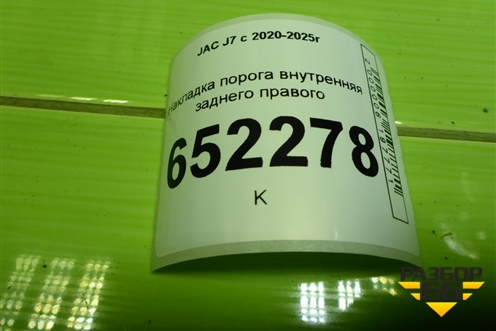 JAC J7 с 2020-2025г
Накладка порога внутренняя
заднего правого
652278
К
РАЗБОР